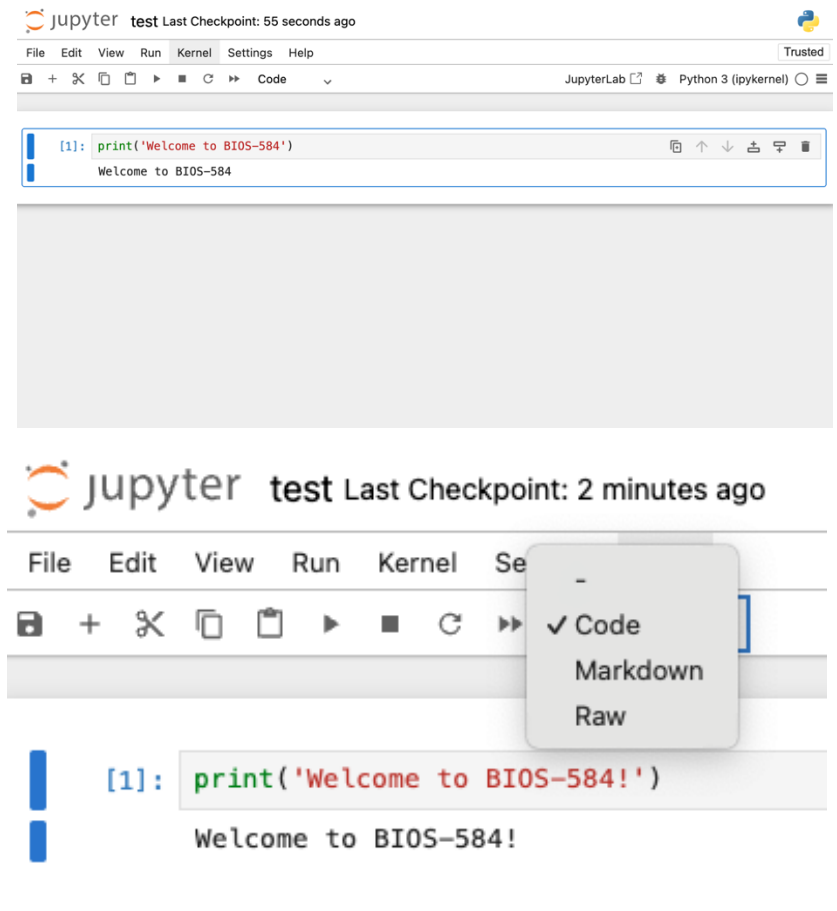 jupyter test Last Checkpoint: 55 seconds ago
File Edit View Run Kernel Settings Help Trusted
Code JupyterLab Python 3 (ipykernel)
[1]: print('Welcome to BIOS-584')
Welcome to BIOS-584
jupyter test Last Checkpoint: 2 minutes ago
File Edit View Run Kernel Se
-
✓ Code
Markdown
Raw
[1]: print('Welcome to BIOS-584!')
Welcome to BIOS-584!